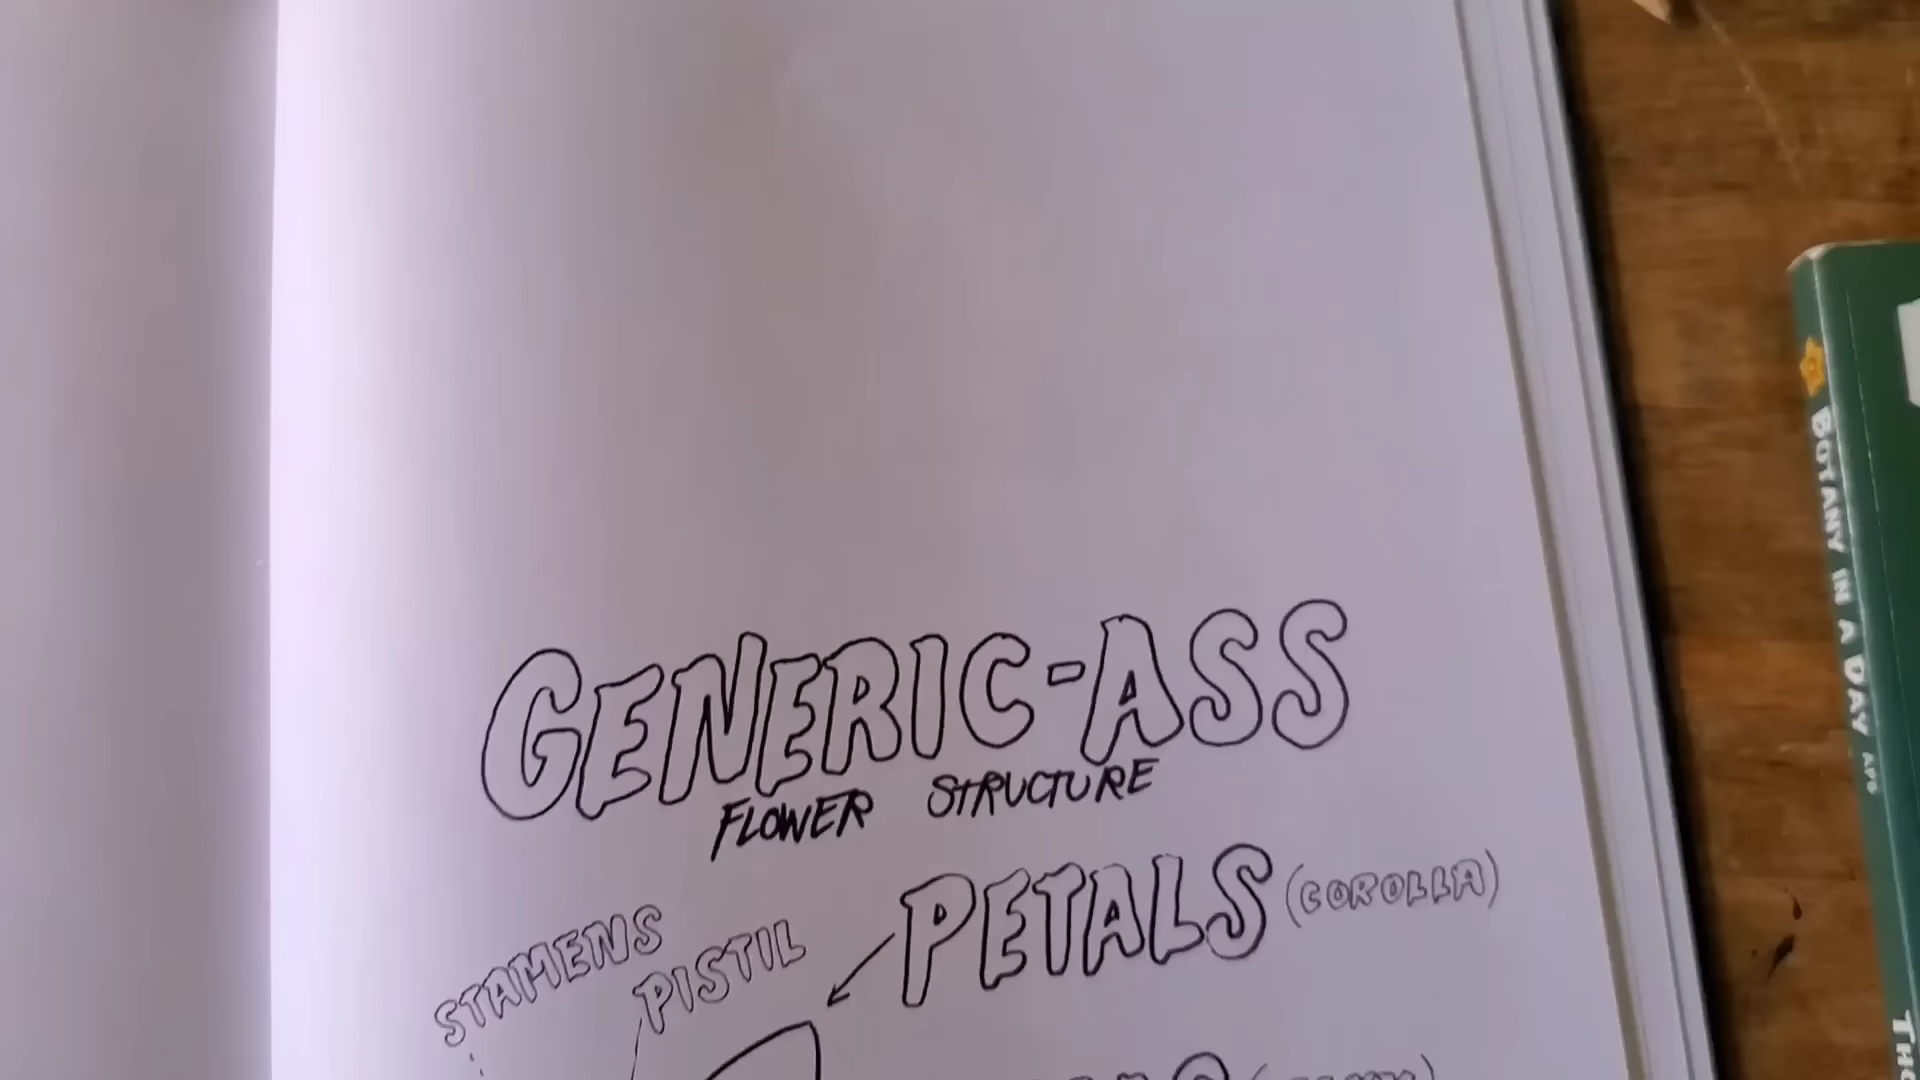 GENERIC-ASS
FLOWER STRUCTURE
PETALS (COROLLA)
STAMENS
PISTIL
BOTANY IN A DAY